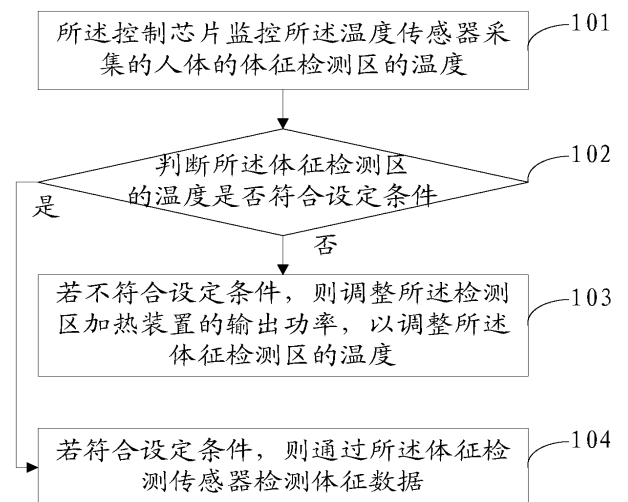 所述控制芯片监控所述温度传感器采
集的人体的体征检测区的温度
101
判断所述体征检测区
的温度是否符合设定条件
102
是
否
若不符合设定条件，则调整所述检测
区加热装置的输出功率，以调整所述
体征检测区的温度
103
若符合设定条件，则通过所述体征检
测传感器检测体征数据
104